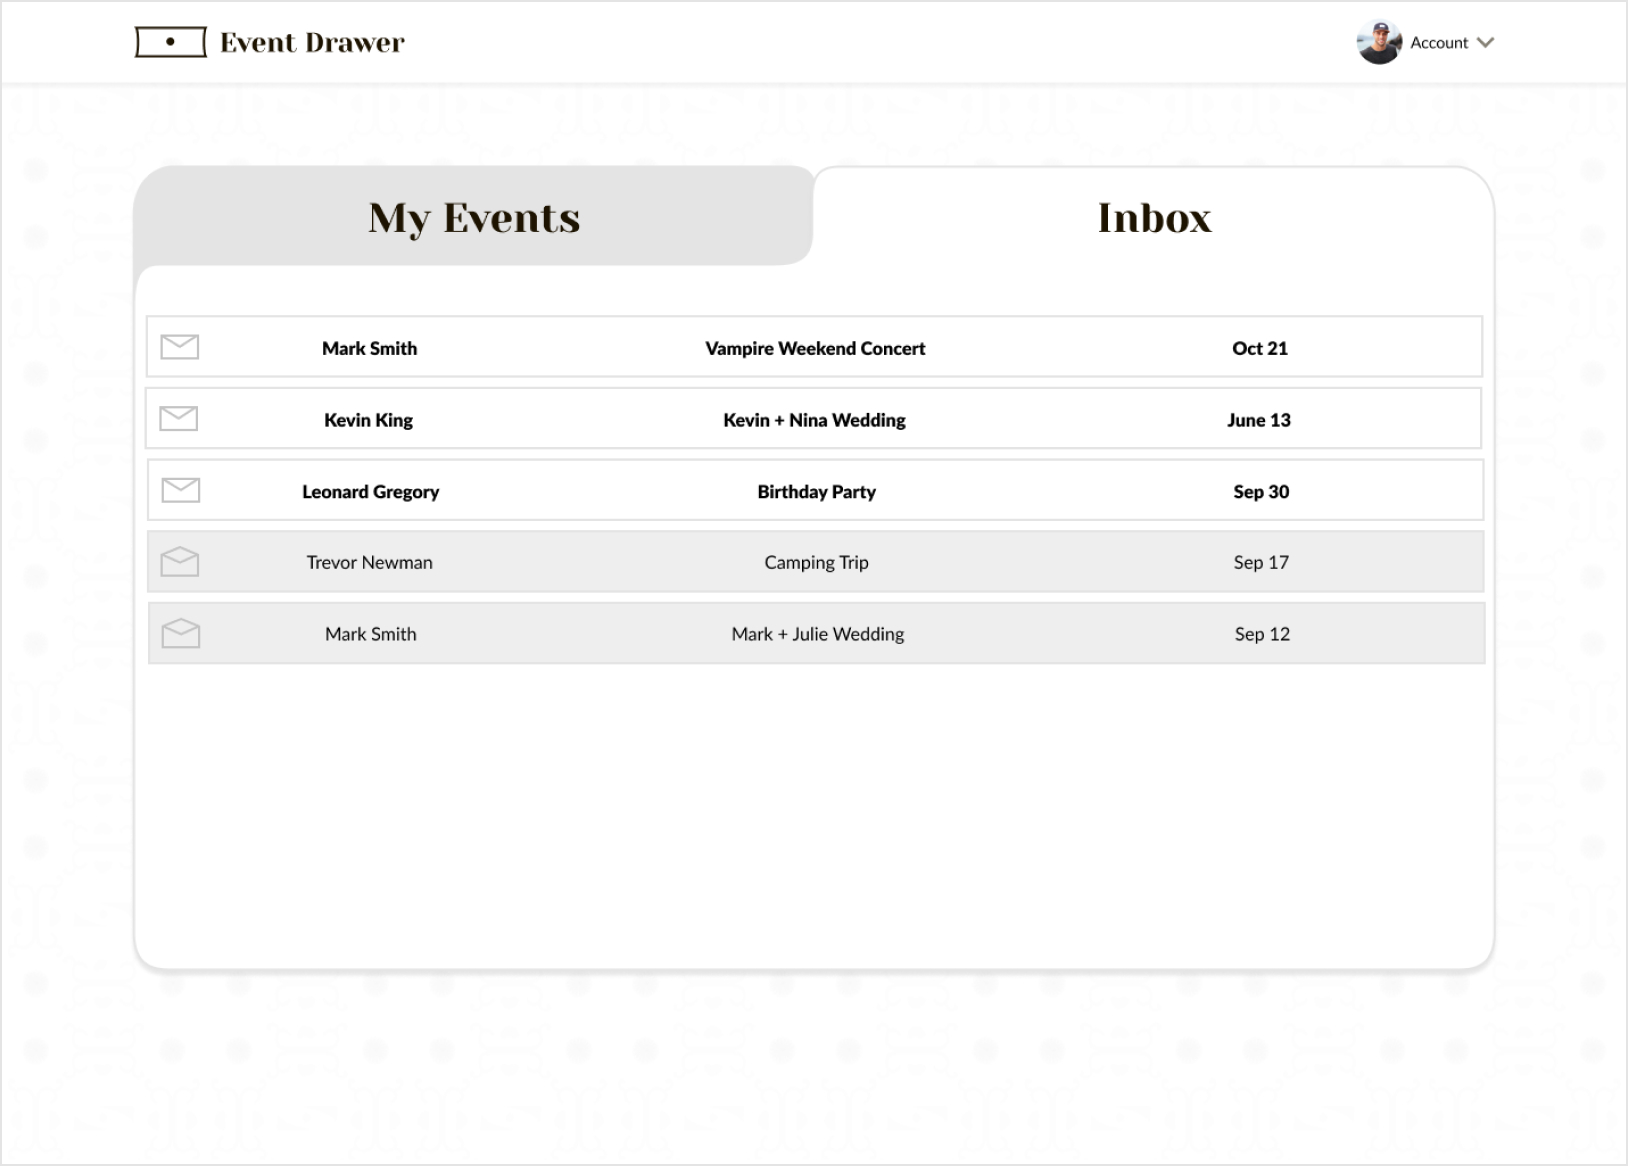 Event Drawer
Account
My Events
Inbox
Mark Smith Vampire Weekend Concert Oct 21
Kevin King Kevin + Nina Wedding June 13
Leonard Gregory Birthday Party Sep 30
Trevor Newman Camping Trip Sep 17
Mark Smith Mark + Julie Wedding Sep 12